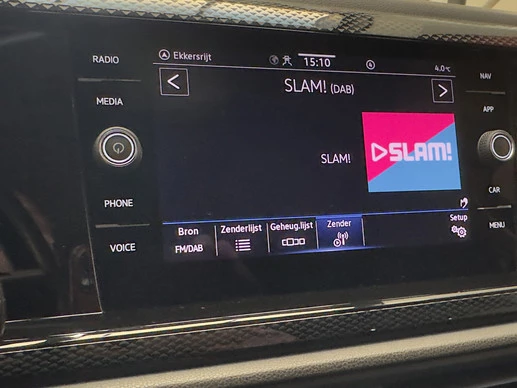 RADIO
MEDIA
PHONE
VOICE
Ekkersrijt
15:10
4.0°C
SLAM! (DAB)
SLAM!
SLAM!
Bron
FM/DAB
Zenderlijst
Geheug.lijst
Zender
Setup
NAV
APP
CAR
MENU